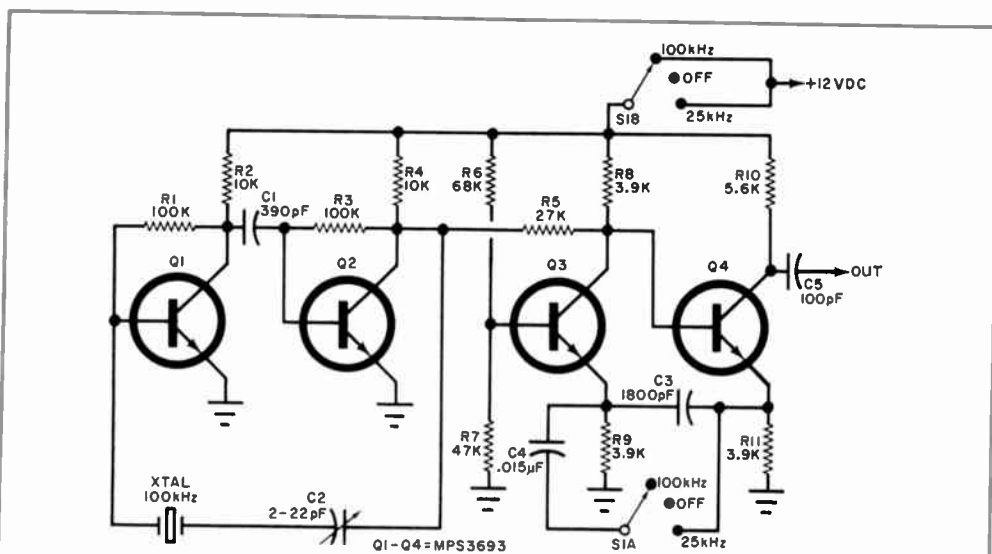 100kHz
OFF
+12VDC
S1B
25kHz
R2
10K
R4
10K
R6
68K
R8
3.9K
R10
5.6K
R1
100K
C1
390pF
R3
100K
R5
27K
Q1
Q2
Q3
Q4
OUT
C5
100pF
C3
1800pF
R7
47K
C4
.015µF
R9
3.9K
R11
3.9K
XTAL
100kHz
C2
2-22pF
100kHz
OFF
S1A
25kHz
Q1-Q4=MPS3693